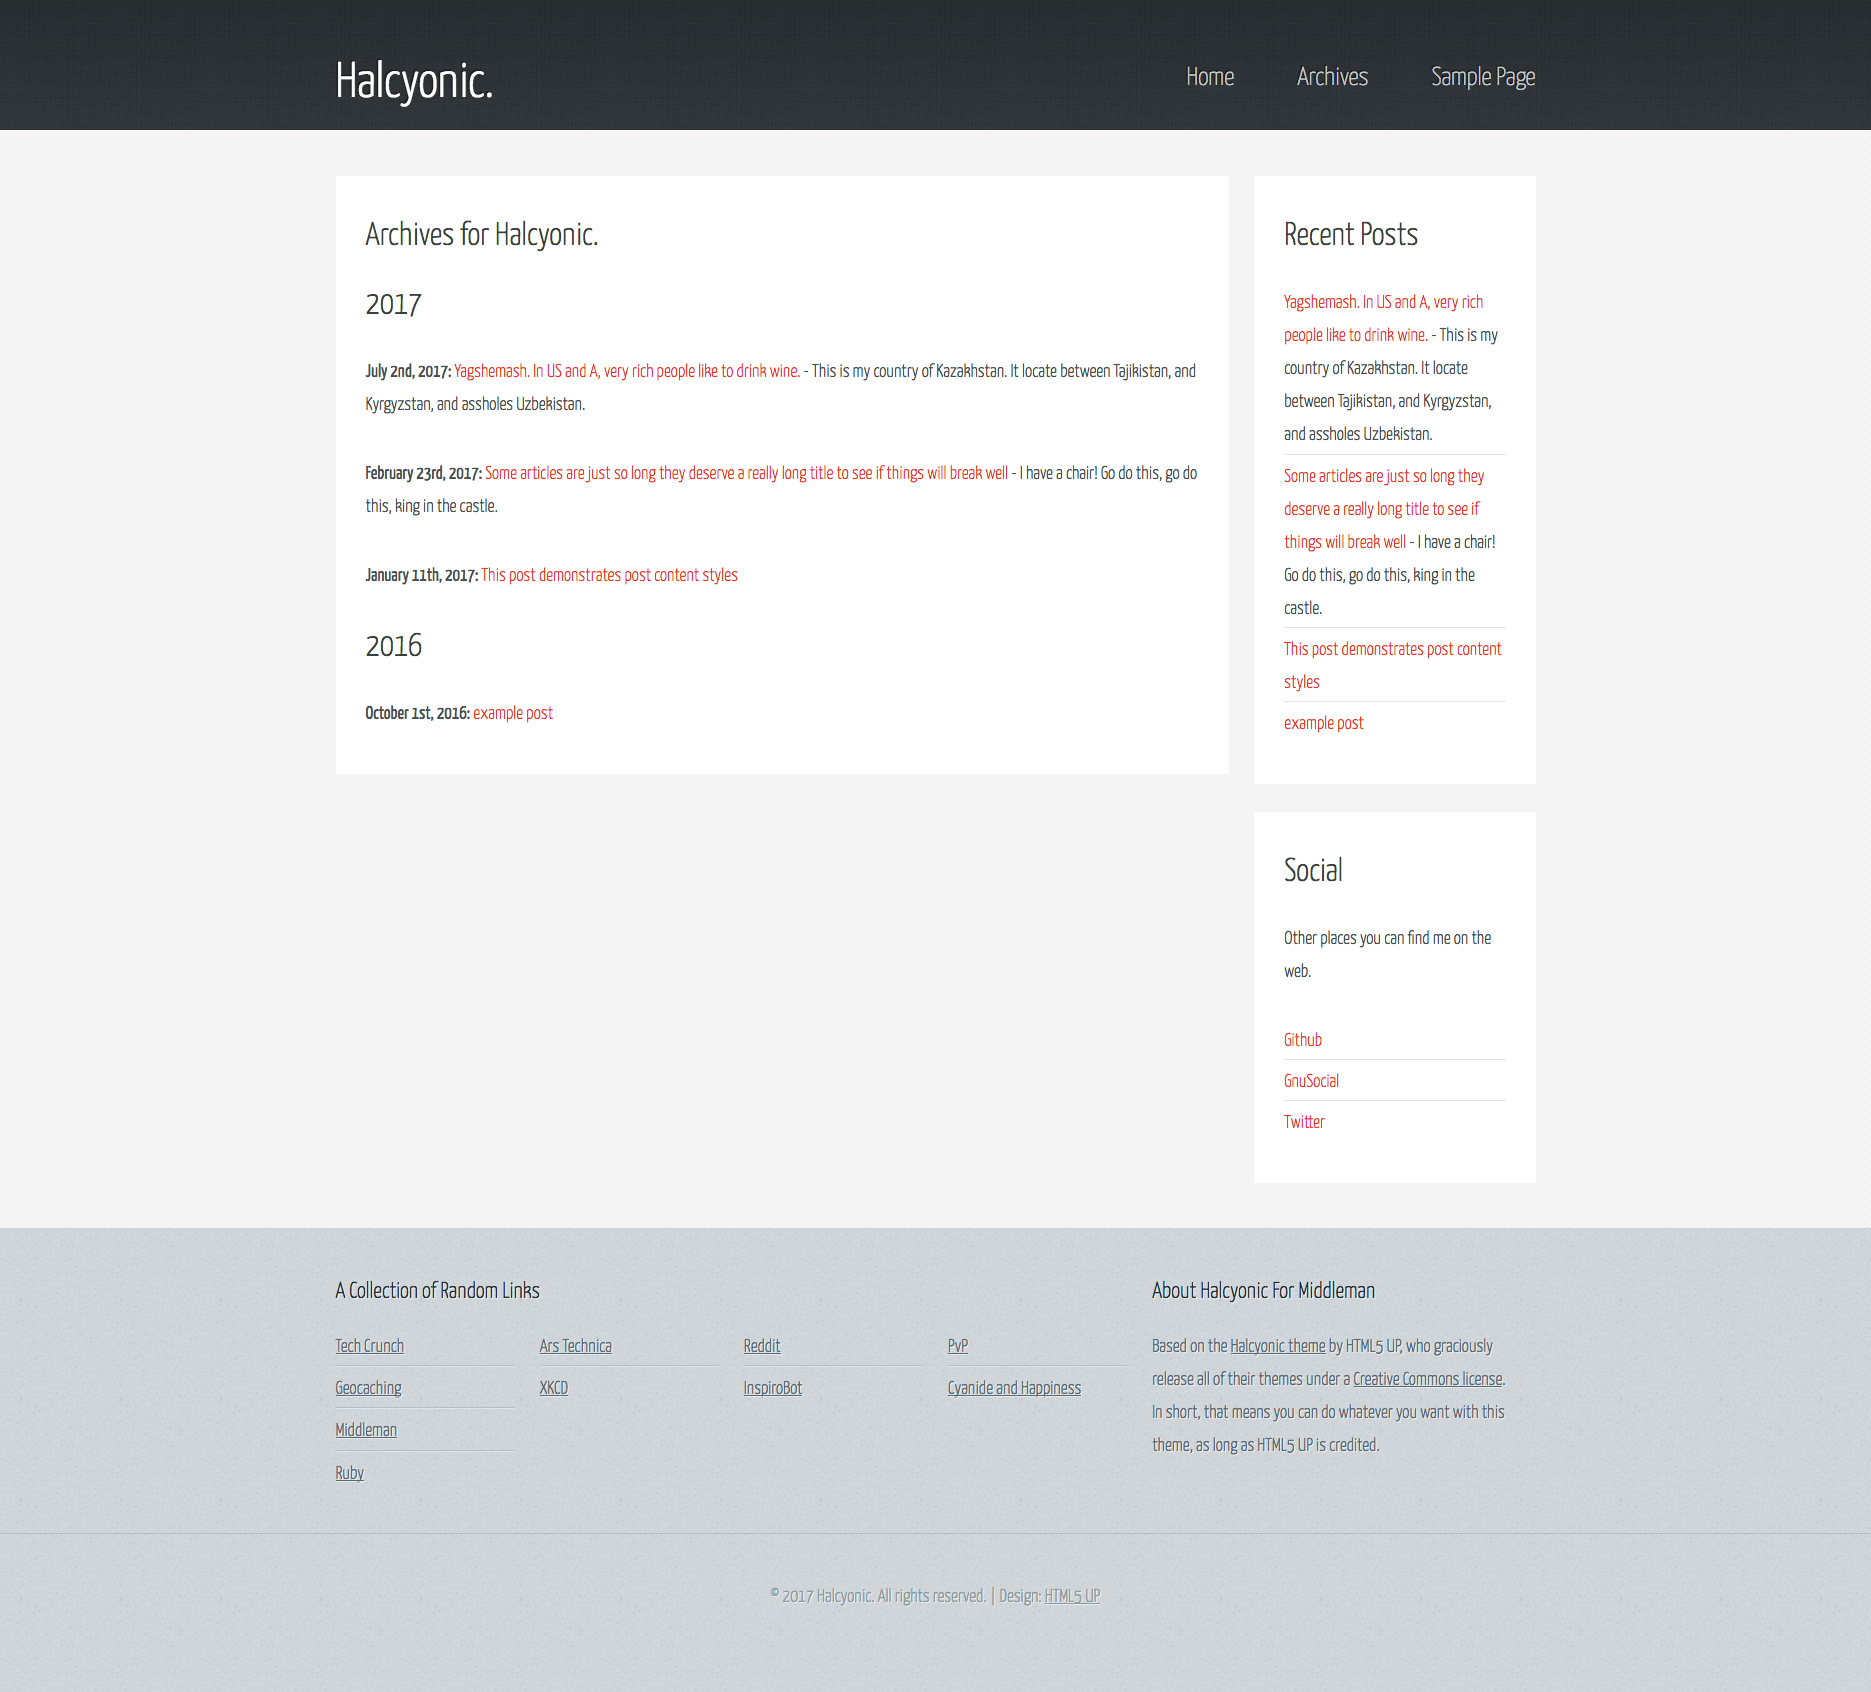 Halcyonic.
Home
Archives
Sample Page
Archives for Halcyonic.
2017
July 2nd, 2017: Yagshemash. In US and A, very rich people like to drink wine. - This is my country of Kazakhstan. It locate between Tajikistan, and
Kyrgyzstan, and assholes Uzbekistan.
February 23rd, 2017: Some articles are just so long they deserve a really long title to see if things will break well - I have a chair! Go do this, go do
this, king in the castle.
January 11th, 2017: This post demonstrates post content styles
2016
October 1st, 2016: example post
Recent Posts
Yagshemash. In US and A, very rich
people like to drink wine. - This is my
country of Kazakhstan. It locate
between Tajikistan, and Kyrgyzstan,
and assholes Uzbekistan.
Some articles are just so long they
deserve a really long title to see if
things will break well - I have a chair!
Go do this, go do this, king in the
castle.
This post demonstrates post content
styles
example post
Social
Other places you can find me on the
web.
Github
GnuSocial
Twitter
A Collection of Random Links
Tech Crunch
Geocaching
Middleman
Ruby
Ars Technica
XKCD
Reddit
InspiroBot
PvP
Cyanide and Happiness
About Halcyonic For Middleman
Based on the Halcyonic theme by HTML5 UP, who graciously
release all of their themes under a Creative Commons license.
In short, that means you can do whatever you want with this
theme, as long as HTML5 UP is credited.
© 2017 Halcyonic. All rights reserved. | Design: HTML5 UP